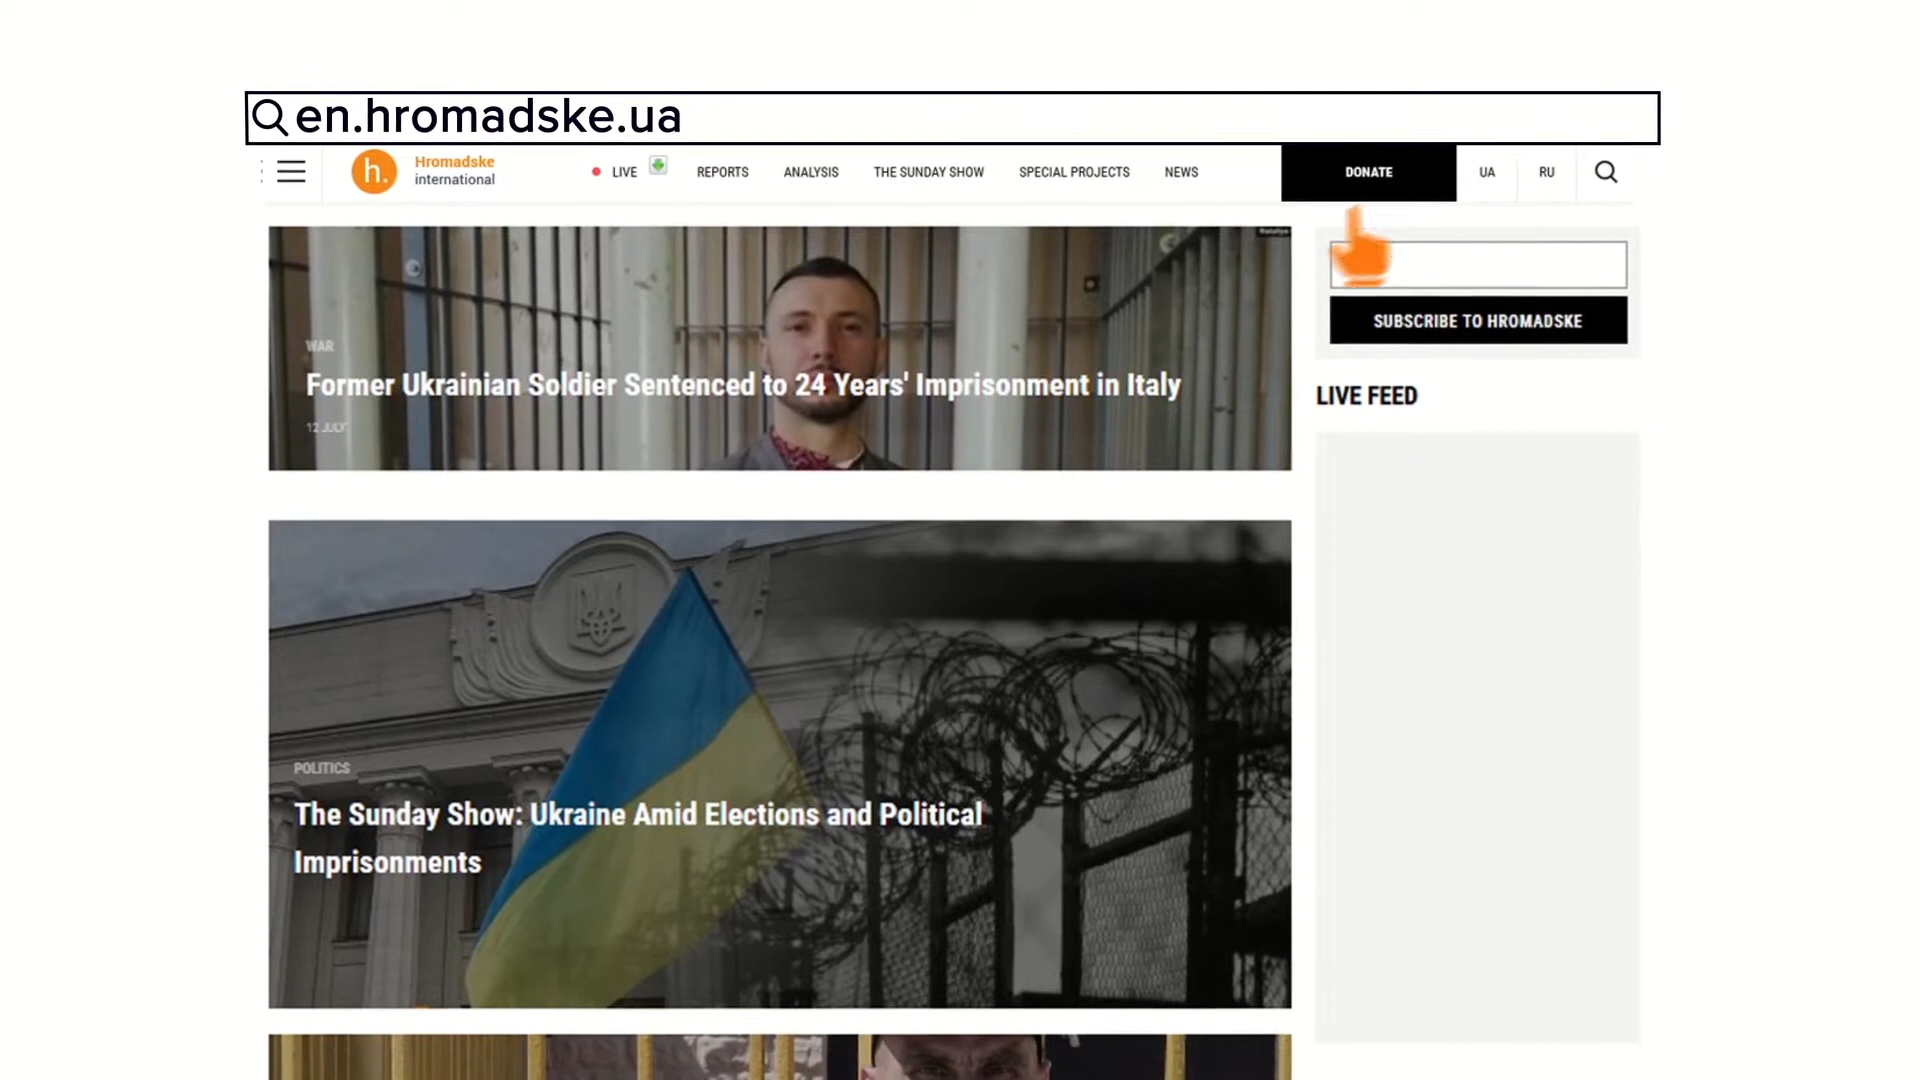 en.hromadske.ua
h.
Hromadske
international
LIVE
REPORTS
ANALYSIS
THE SUNDAY SHOW
SPECIAL PROJECTS
NEWS
DONATE
UA
RU
WAR
Former Ukrainian Soldier Sentenced to 24 Years' Imprisonment in Italy
12 JULY
SUBSCRIBE TO HROMADSKE
LIVE FEED
POLITICS
The Sunday Show: Ukraine Amid Elections and Political
Imprisonments